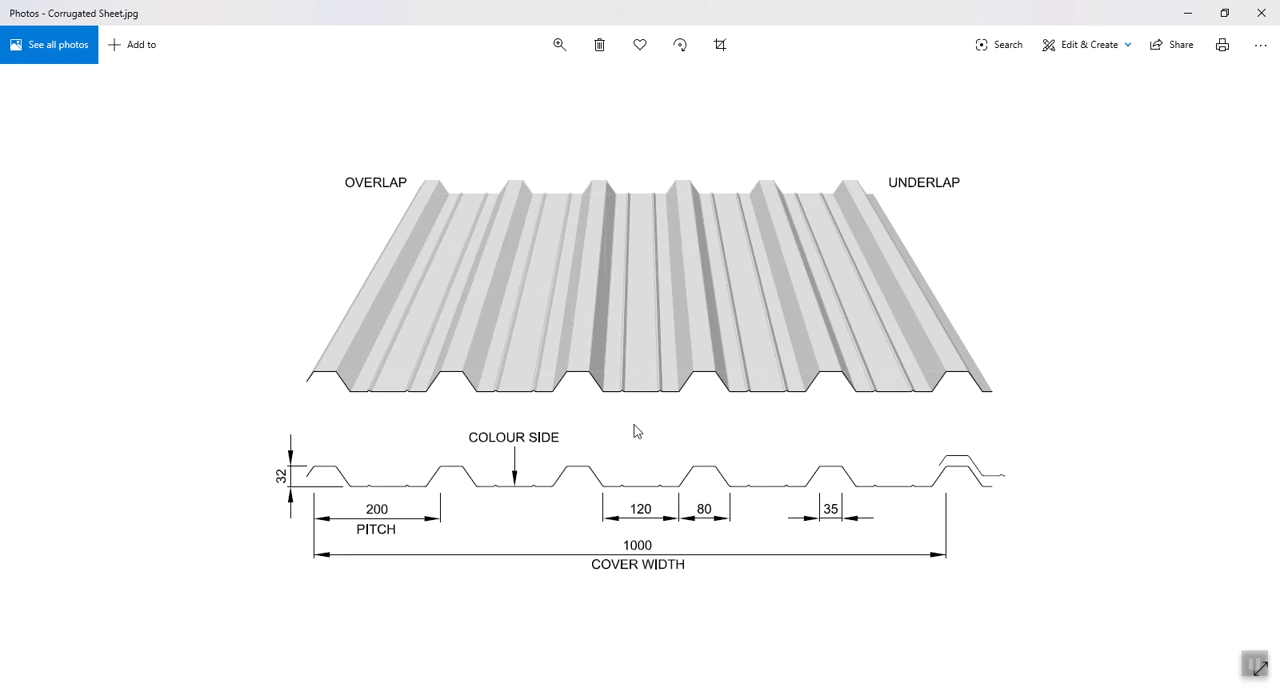 Photos - Corrugated Sheet.jpg
See all photos
Add to
Search
Edit & Create
Share
OVERLAP
UNDERLAP
COLOUR SIDE
32
200
120
80
35
PITCH
1000
COVER WIDTH